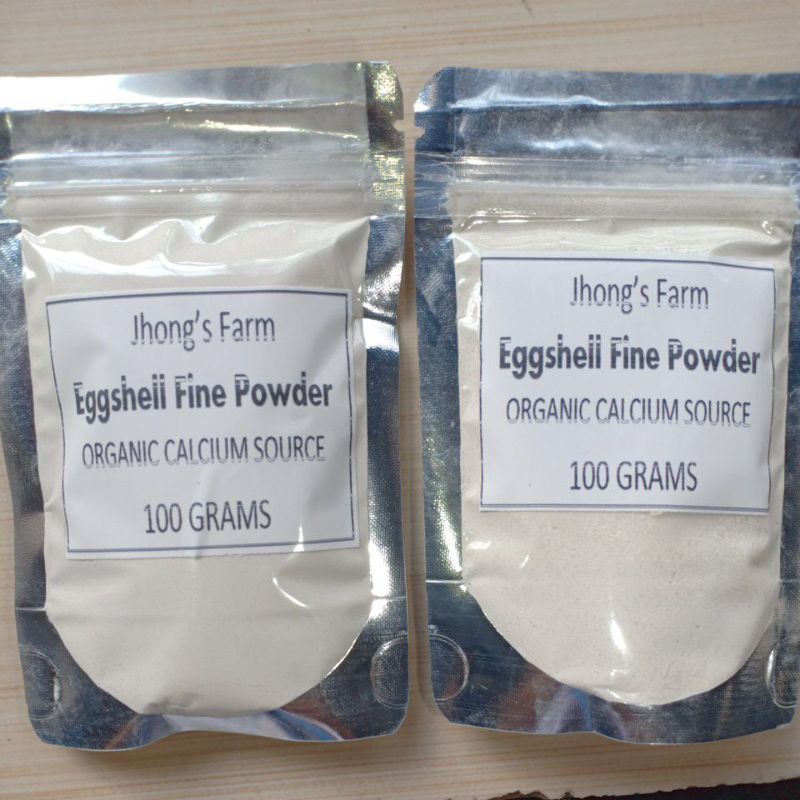 Jhong's Farm
Eggshell Fine Powder
ORGANIC CALCIUM SOURCE
100 GRAMS
Jhong's Farm
Eggshell Fine Powder
ORGANIC CALCIUM SOURCE
100 GRAMS